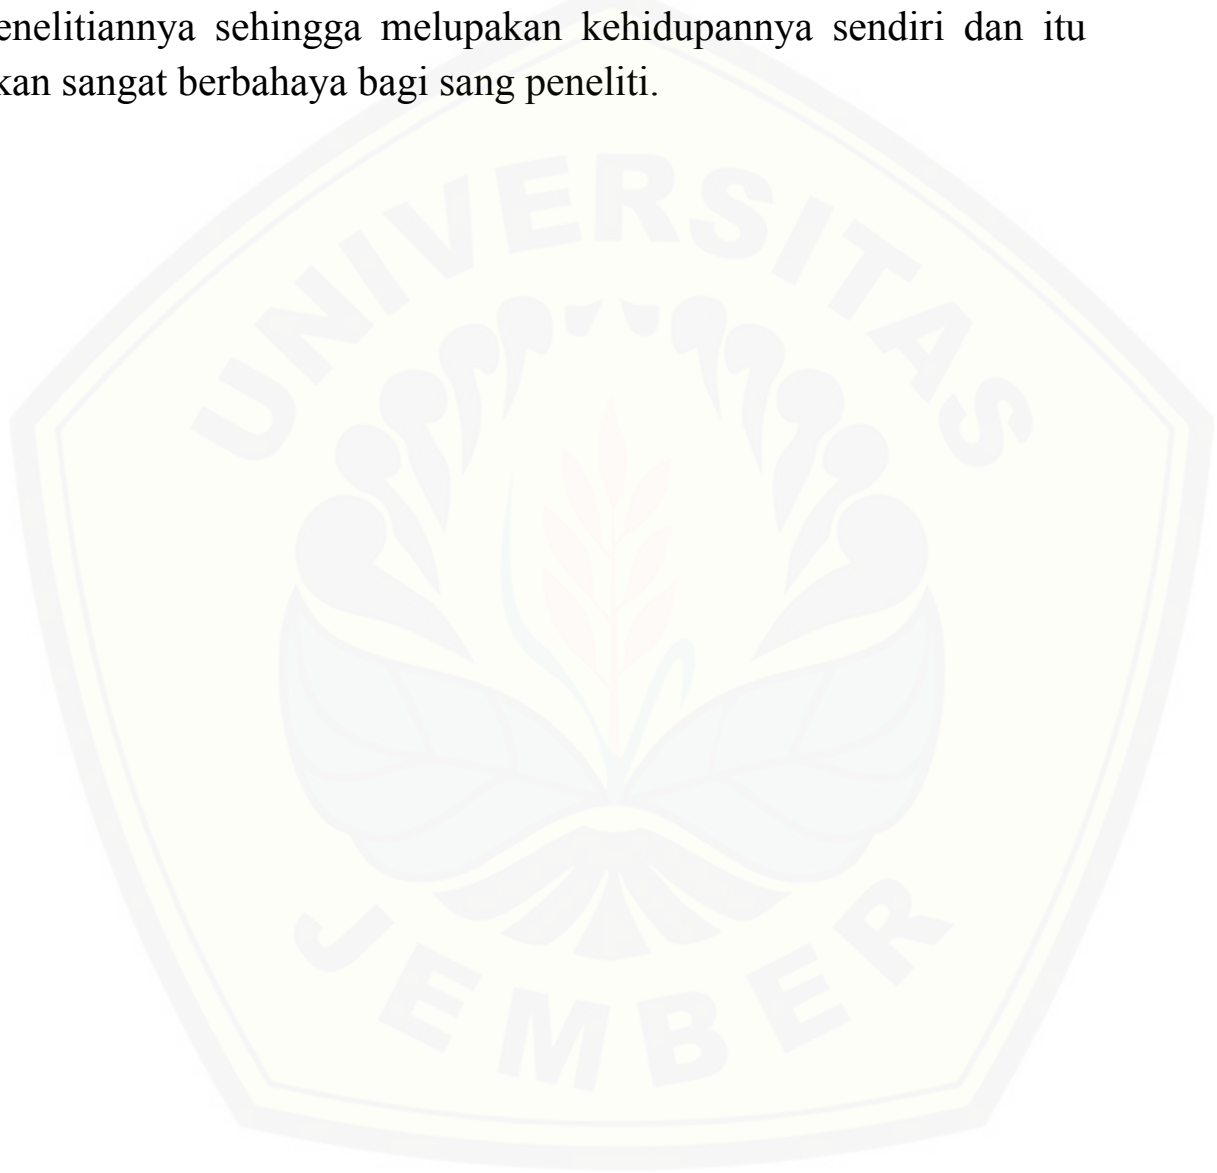 enelitiannya sehingga melupakan kehidupannya sendiri dan itu
kan sangat berbahaya bagi sang peneliti.
UNIVERSITAS
JEMBER